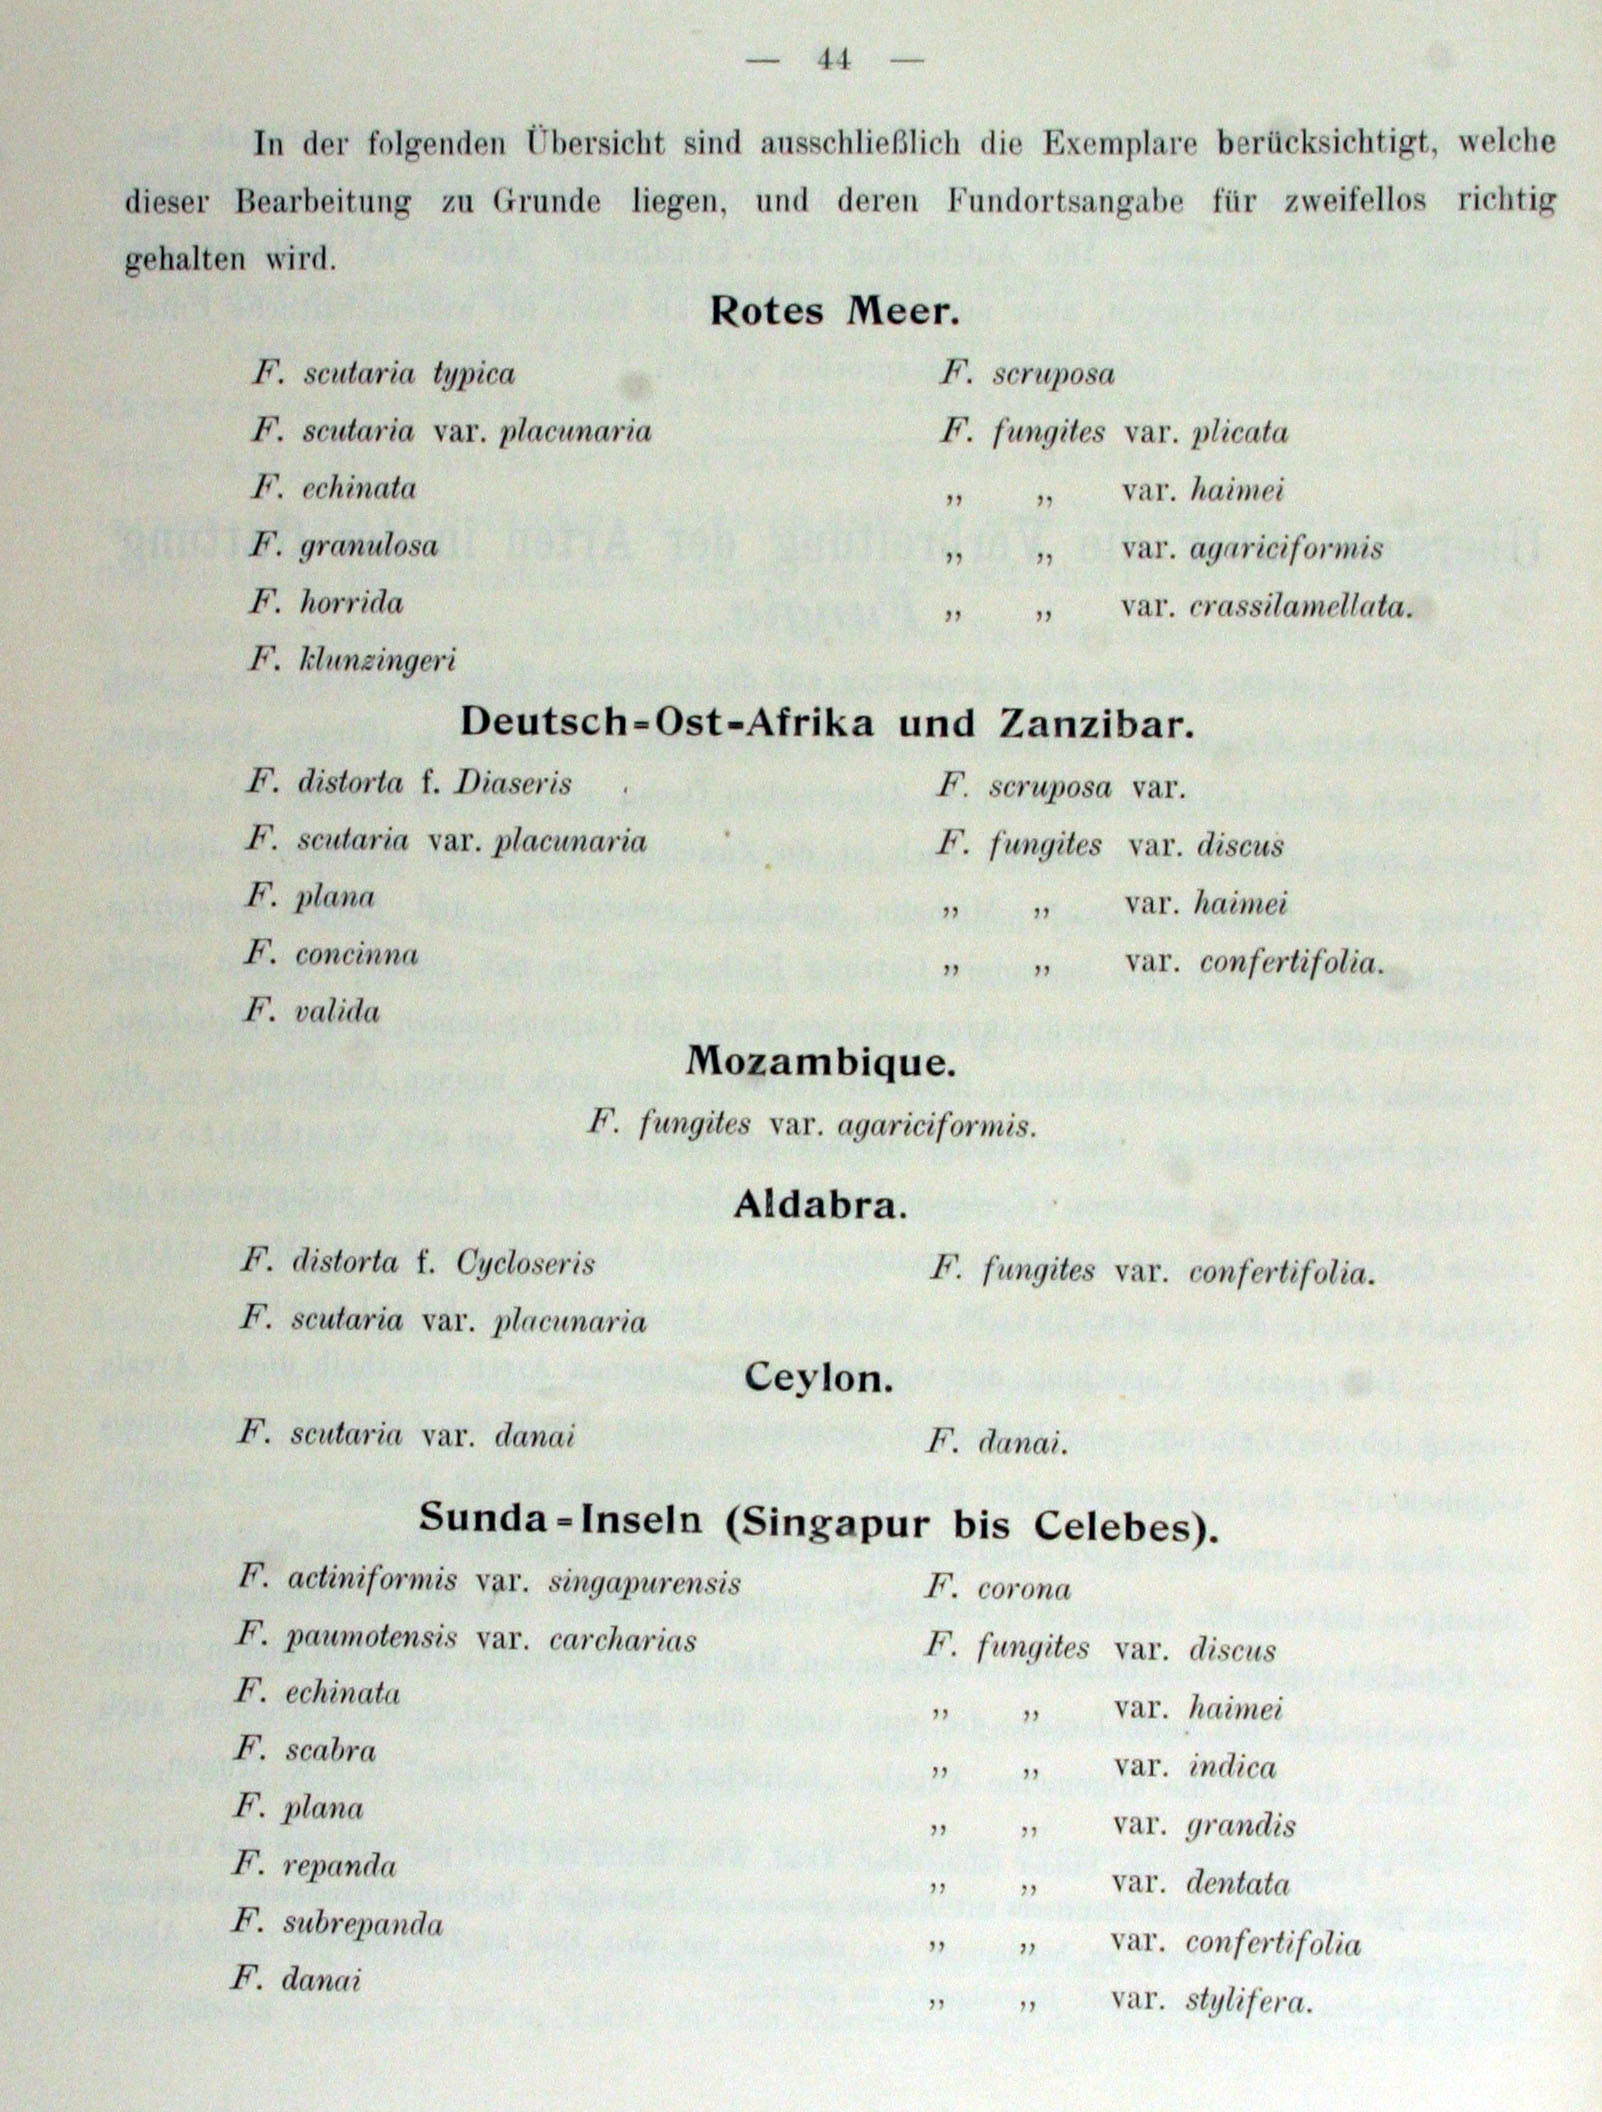 — 44 —
In der folgenden Übersicht sind ausschließlich die Exemplare berücksichtigt, welche
dieser Bearbeitung zu Grunde liegen, und deren Fundortsangabe für zweifellos richtig
gehalten wird.
Rotes Meer.
F. scutaria typica
F. scutaria var. placunaria
F. echinata
F. granulosa
F. horrida
F. klunzingeri
F. scruposa
F. fungites var. plicata
„ „ var. haimei
„ „ var. agariciformis
„ „ var. crassilamellata.
Deutsch-Ost-Afrika und Zanzibar.
F. distorta f. Diaseris
F. scutaria var. placunaria
F. plana
F. concinna
F. valida
F. scruposa var.
F. fungites var. discus
„ „ var. haimei
„ „ var. confertifolia.
Mozambique.
F. fungites var. agariciformis.
Aldabra.
F. distorta f. Cycloseris
F. scutaria var. placunaria
F. fungites var. confertifolia.
Ceylon.
F. scutaria var. danai
F. danai.
Sunda-Inseln (Singapur bis Celebes).
F. actiniformis var. singapurensis
F. paumotensis var. carcharias
F. echinata
F. scabra
F. plana
F. repanda
F. subrepanda
F. danai
F. corona
F. fungites var. discus
„ „ var. haimei
„ „ var. indica
„ „ var. grandis
„ „ var. dentata
„ „ var. confertifolia
„ „ var. stylifera.